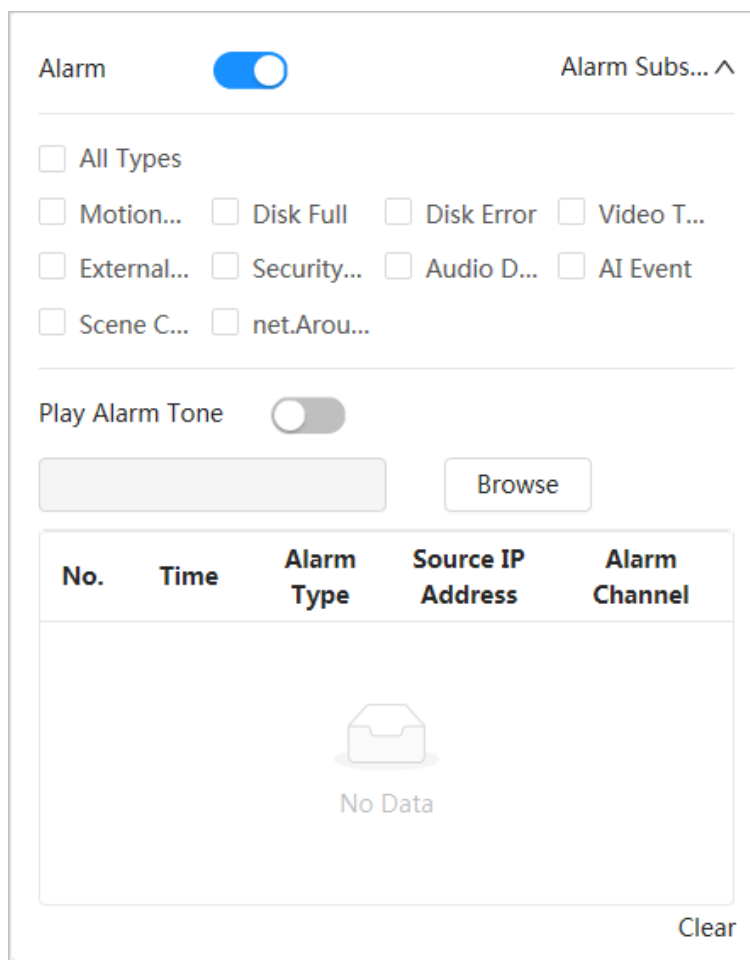 Alarm Alarm Subs...
All Types
Motion... Disk Full Disk Error Video T...
External... Security... Audio D... AI Event
Scene C... net.Arou...
Play Alarm Tone
Browse
No. Time Alarm Type Source IP Address Alarm Channel
No Data
Clear